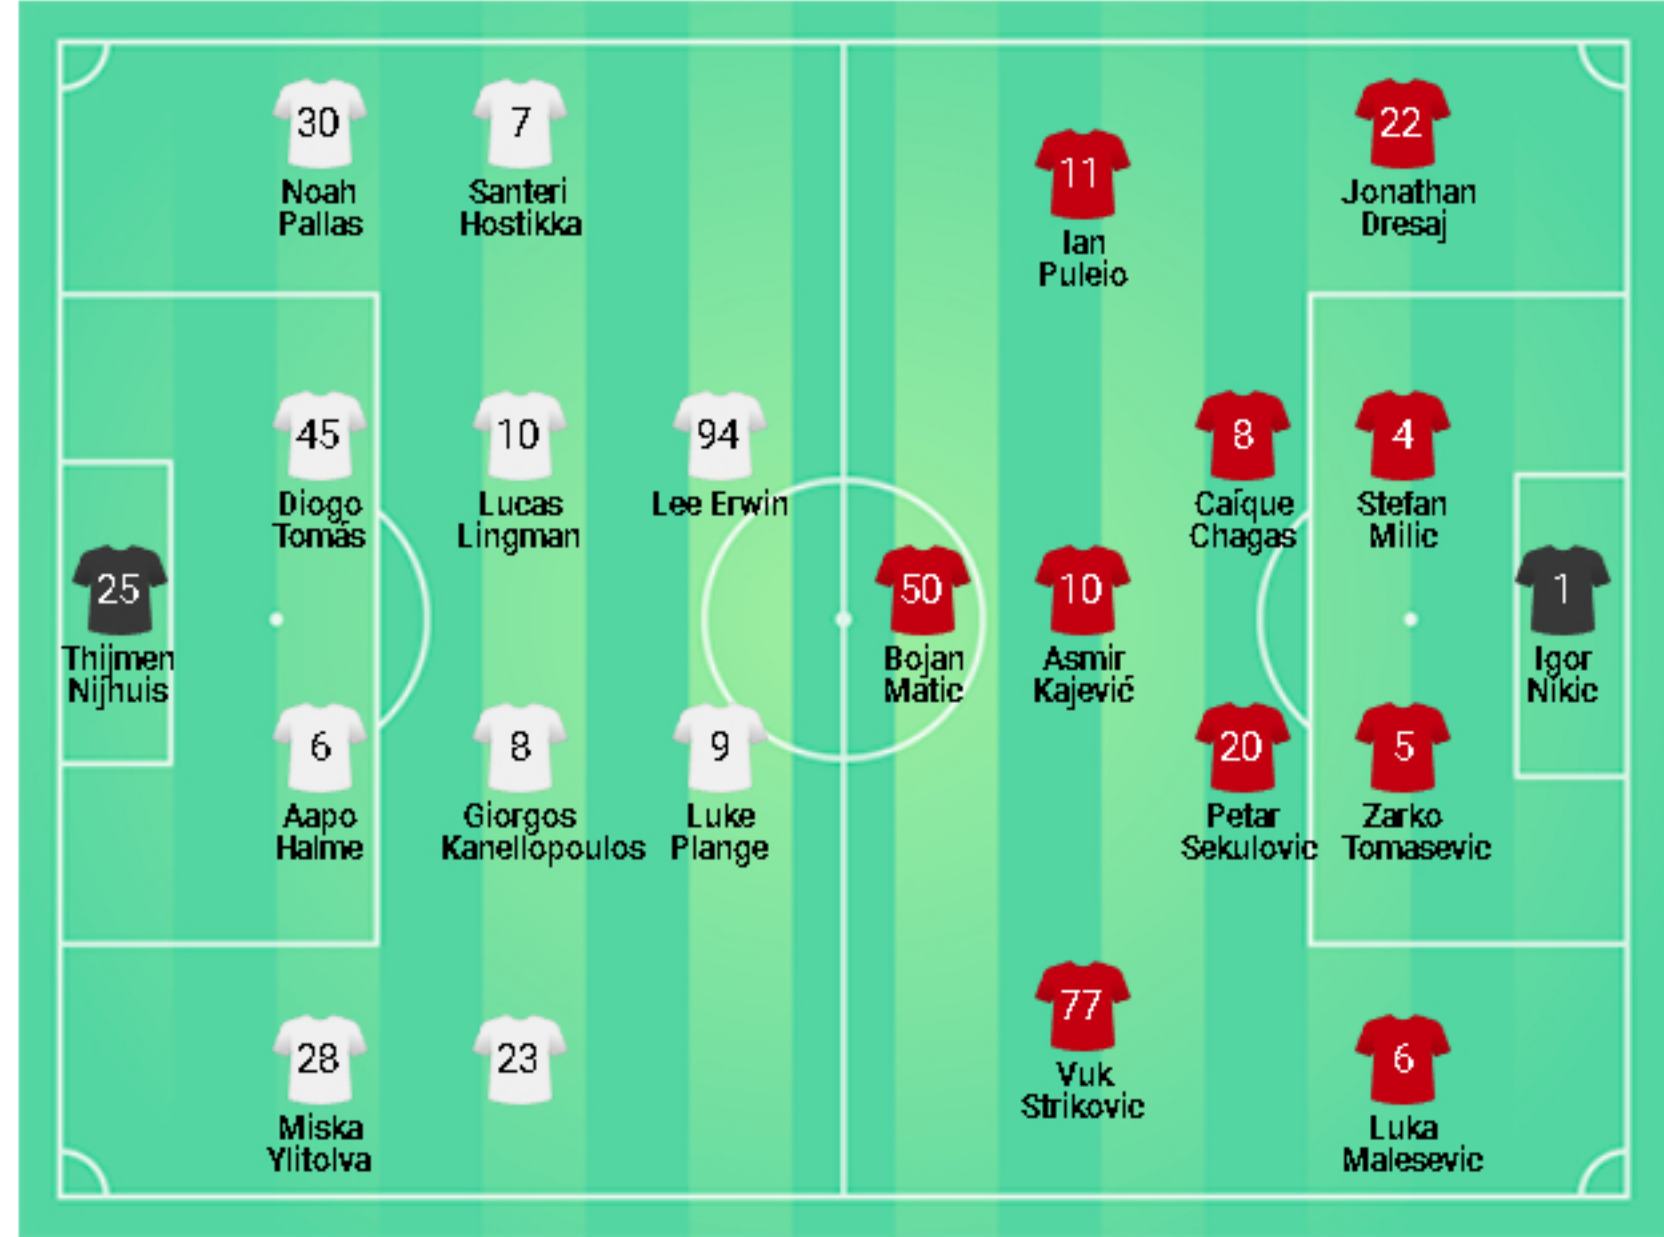 30
Noah
Pallas
7
Santeri
Hostikka
45
Diogo
Tomás
10
Lucas
Lingman
94
Lee Erwin
25
Thijmen
Nijhuis
6
Aapo
Halme
8
Giorgos
Kanellopoulos
9
Luke
Plange
28
Miska
Ylitolva
23
11
Ian
Puleio
22
Jonathan
Dresaj
8
Caíque
Chagas
4
Stefan
Milic
50
Bojan
Matic
10
Asmir
Kajević
1
Igor
Nikic
20
Petar
Sekulovic
5
Zarko
Tomasevic
77
Vuk
Strikovic
6
Luka
Malesevic